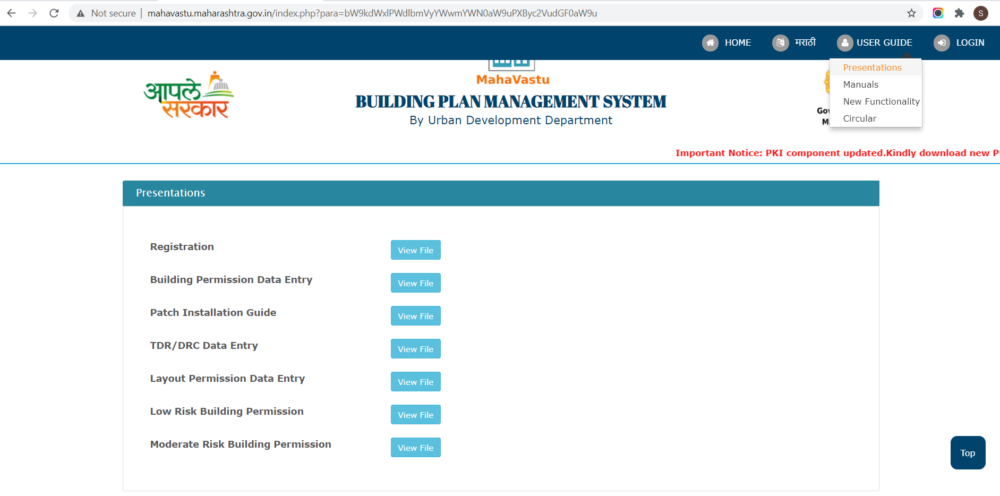 Not secure | mahavastu.maharashtra.gov.in/index.php?para=bW9kdWxlPWdlbmVyYWwmYWN0aW9uPXByc2VudGF0aW9u
S
HOME
मराठी
USER GUIDE
LOGIN
Presentations
Manuals
New Functionality
Circular
आपले
सरकार
MahaVastu
BUILDING PLAN MANAGEMENT SYSTEM
By Urban Development Department
Important Notice: PKI component updated.Kindly download new
Presentations
Registration View File
Building Permission Data Entry View File
Patch Installation Guide View File
TDR/DRC Data Entry View File
Layout Permission Data Entry View File
Low Risk Building Permission View File
Moderate Risk Building Permission View File
Top